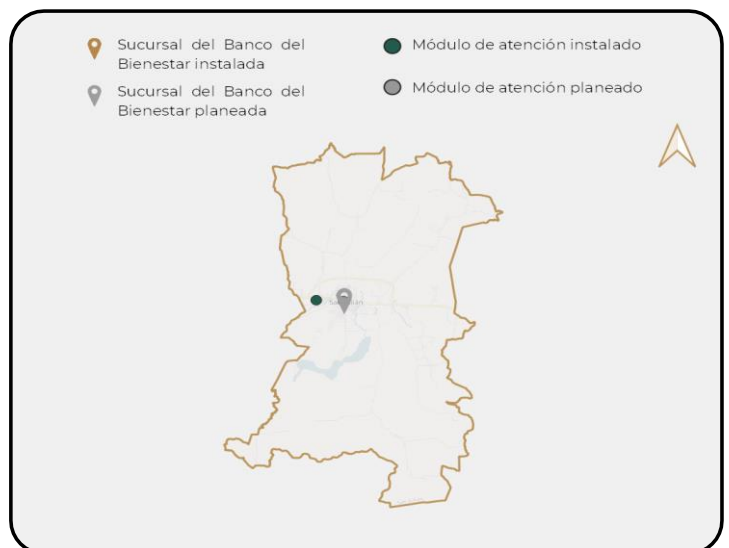 Sucursal del Banco del
Bienestar instalada
Sucursal del Banco del
Bienestar planeada
Módulo de atención instalado
Módulo de atención planeado